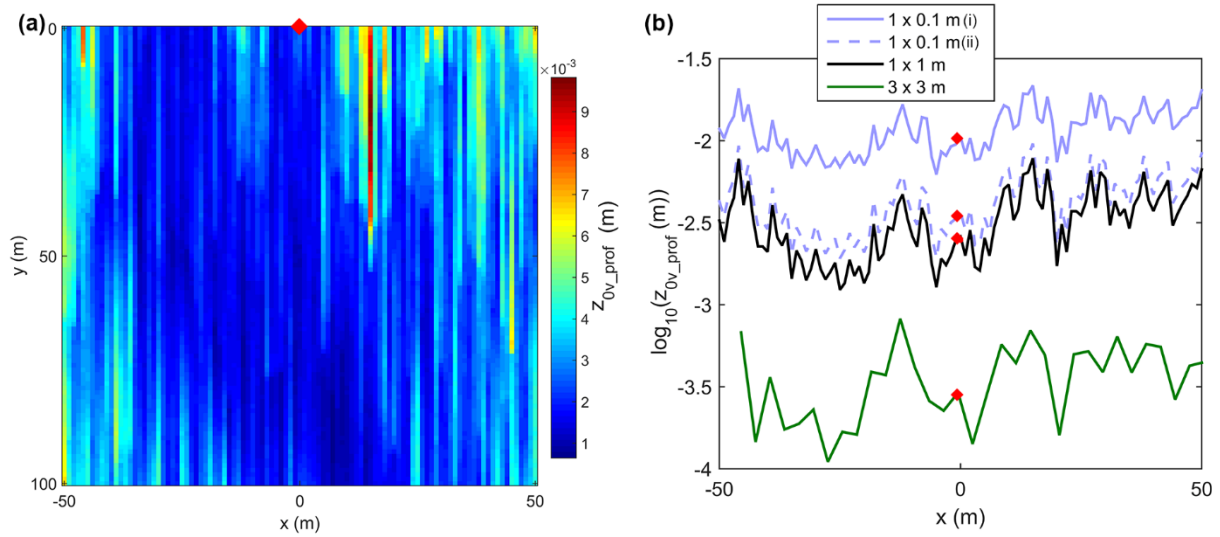 (a)
0
50
100
y (m)
-50
0
50
x (m)
×10⁻³
9
8
7
6
5
4
3
2
1
z0v_prof (m)
(b)
1 x 0.1 m(i)
1 x 0.1 m(ii)
1 x 1 m
3 x 3 m
-1.5
-2
-2.5
-3
-3.5
-4
log10(z0v_prof (m))
-50
0
50
x (m)